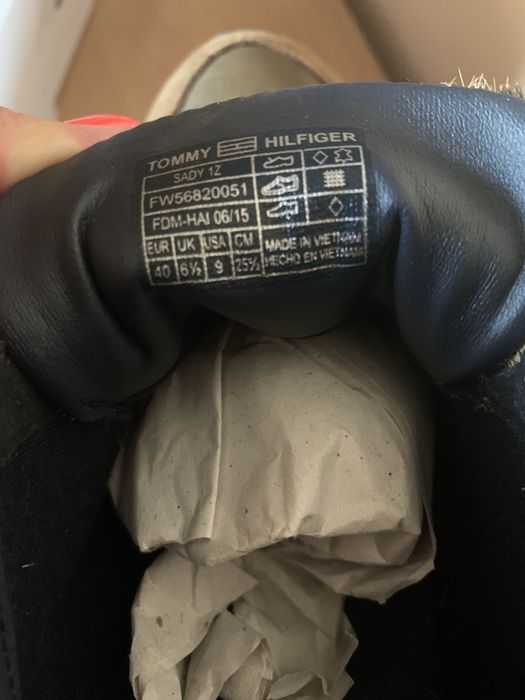 TOMMY HILFIGER
SADY 1Z
FW56820051
FDM-HAI 06/15
EUR UK USA CM
40 6½ 9 25½
MADE IN VIETNAM
HECHO EN VIETNAM